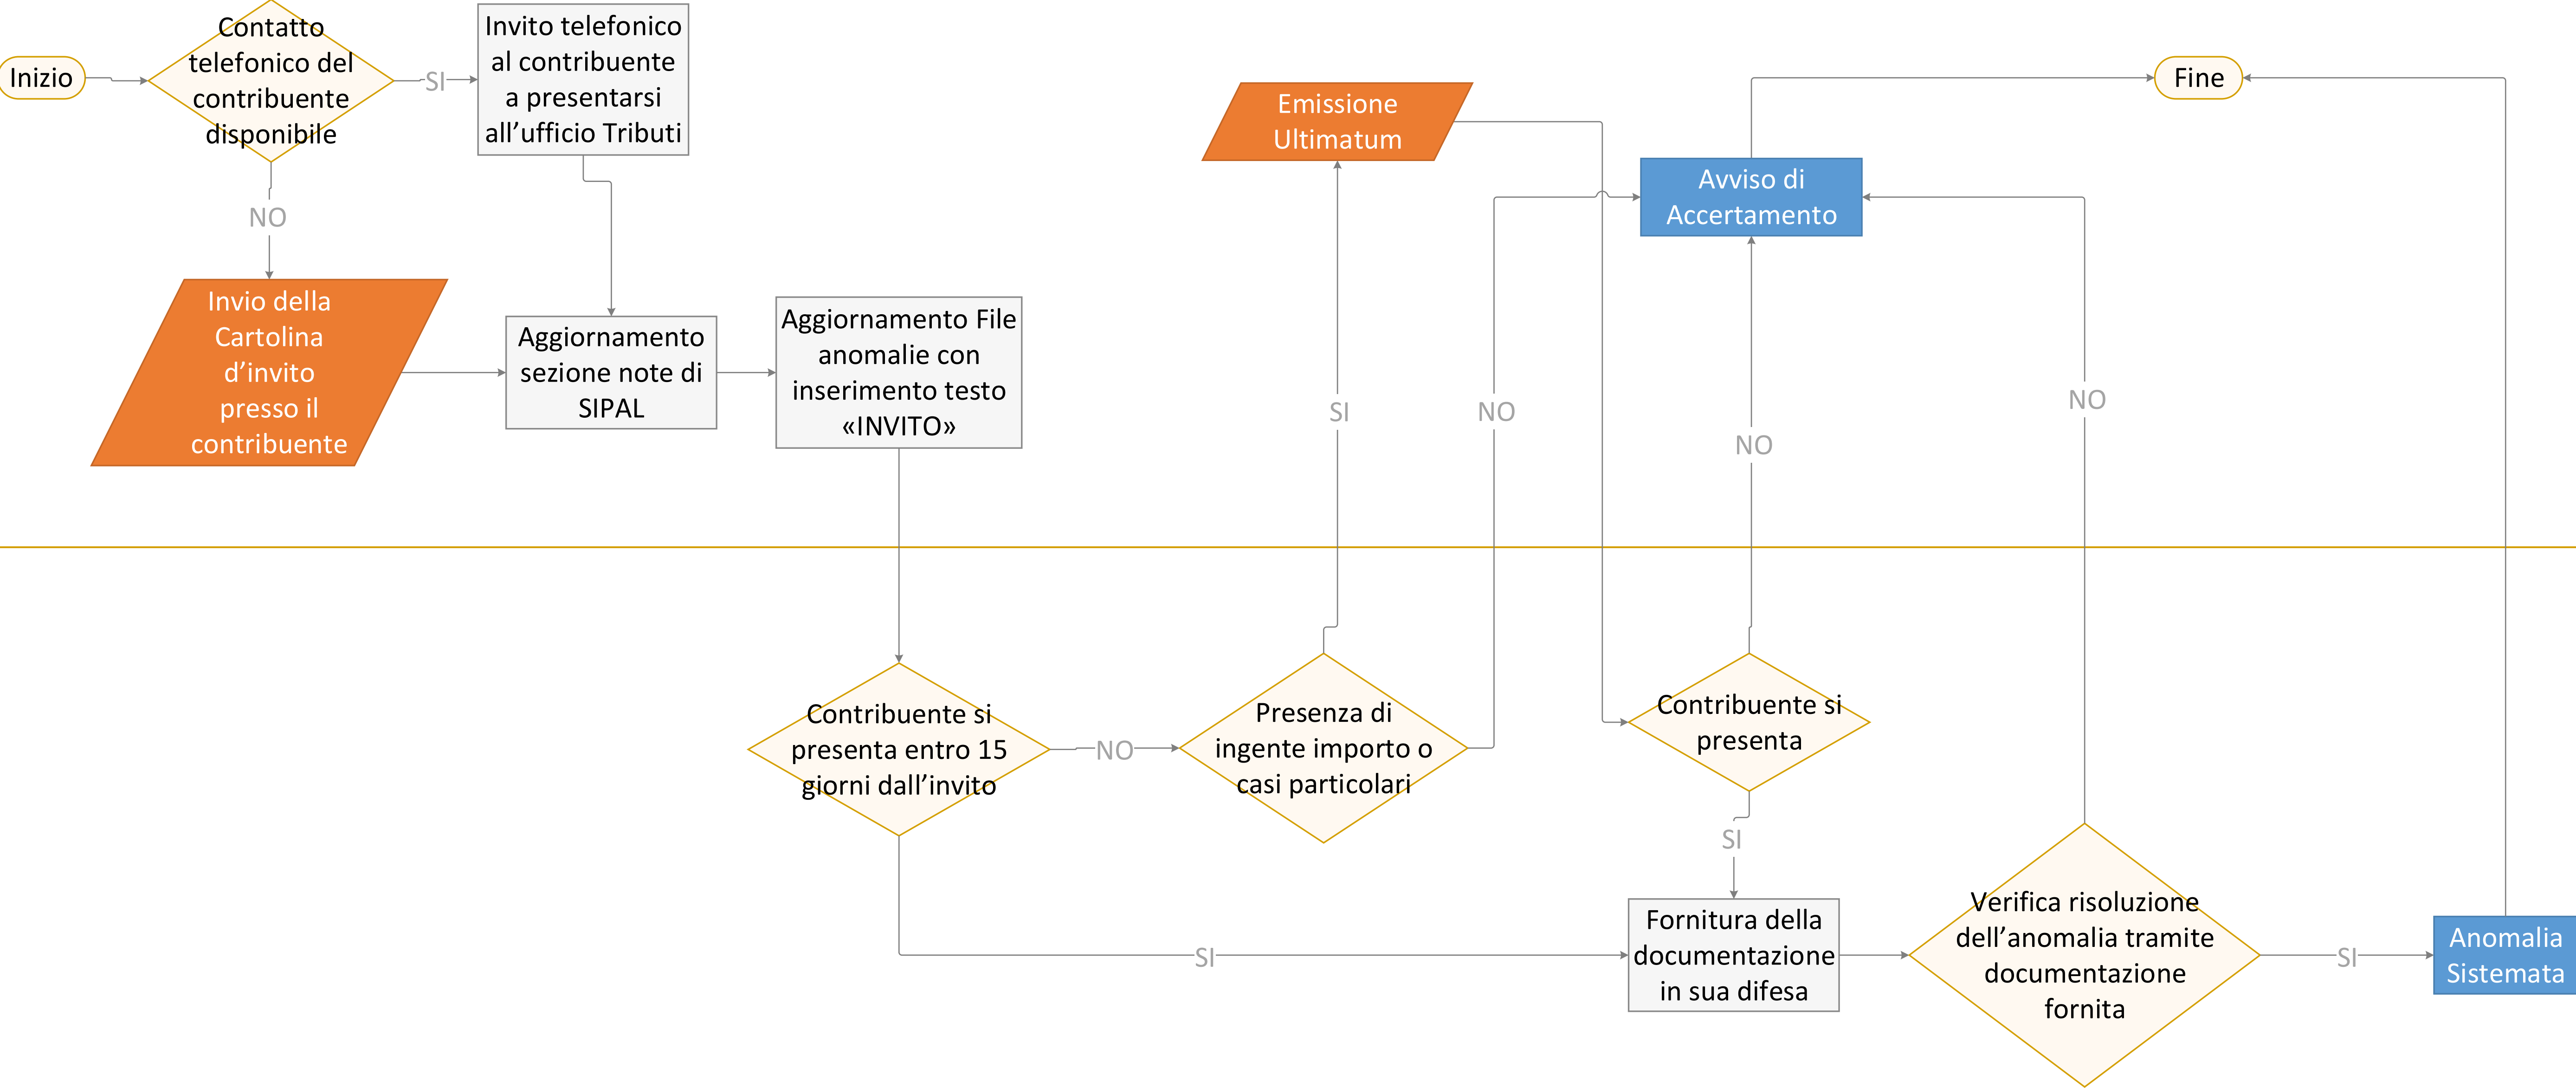 Inizio
Contatto
telefonico del
contribuente
disponibile
SI
Invito telefonico
al contribuente
a presentarsi
all’ufficio Tributi
NO
Invio della
Cartolina
d’invito
presso il
contribuente
Aggiornamento
sezione note di
SIPAL
Aggiornamento File
anomalie con
inserimento testo
«INVITO»
Emissione
Ultimatum
Avviso di
Accertamento
Fine
SI
NO
NO
NO
Contribuente si
presenta entro 15
giorni dall’invito
NO
Presenza di
ingente importo o
casi particolari
Contribuente si
presenta
SI
SI
Fornitura della
documentazione
in sua difesa
Verifica risoluzione
dell’anomalia tramite
documentazione
fornita
SI
Anomalia
Sistemata